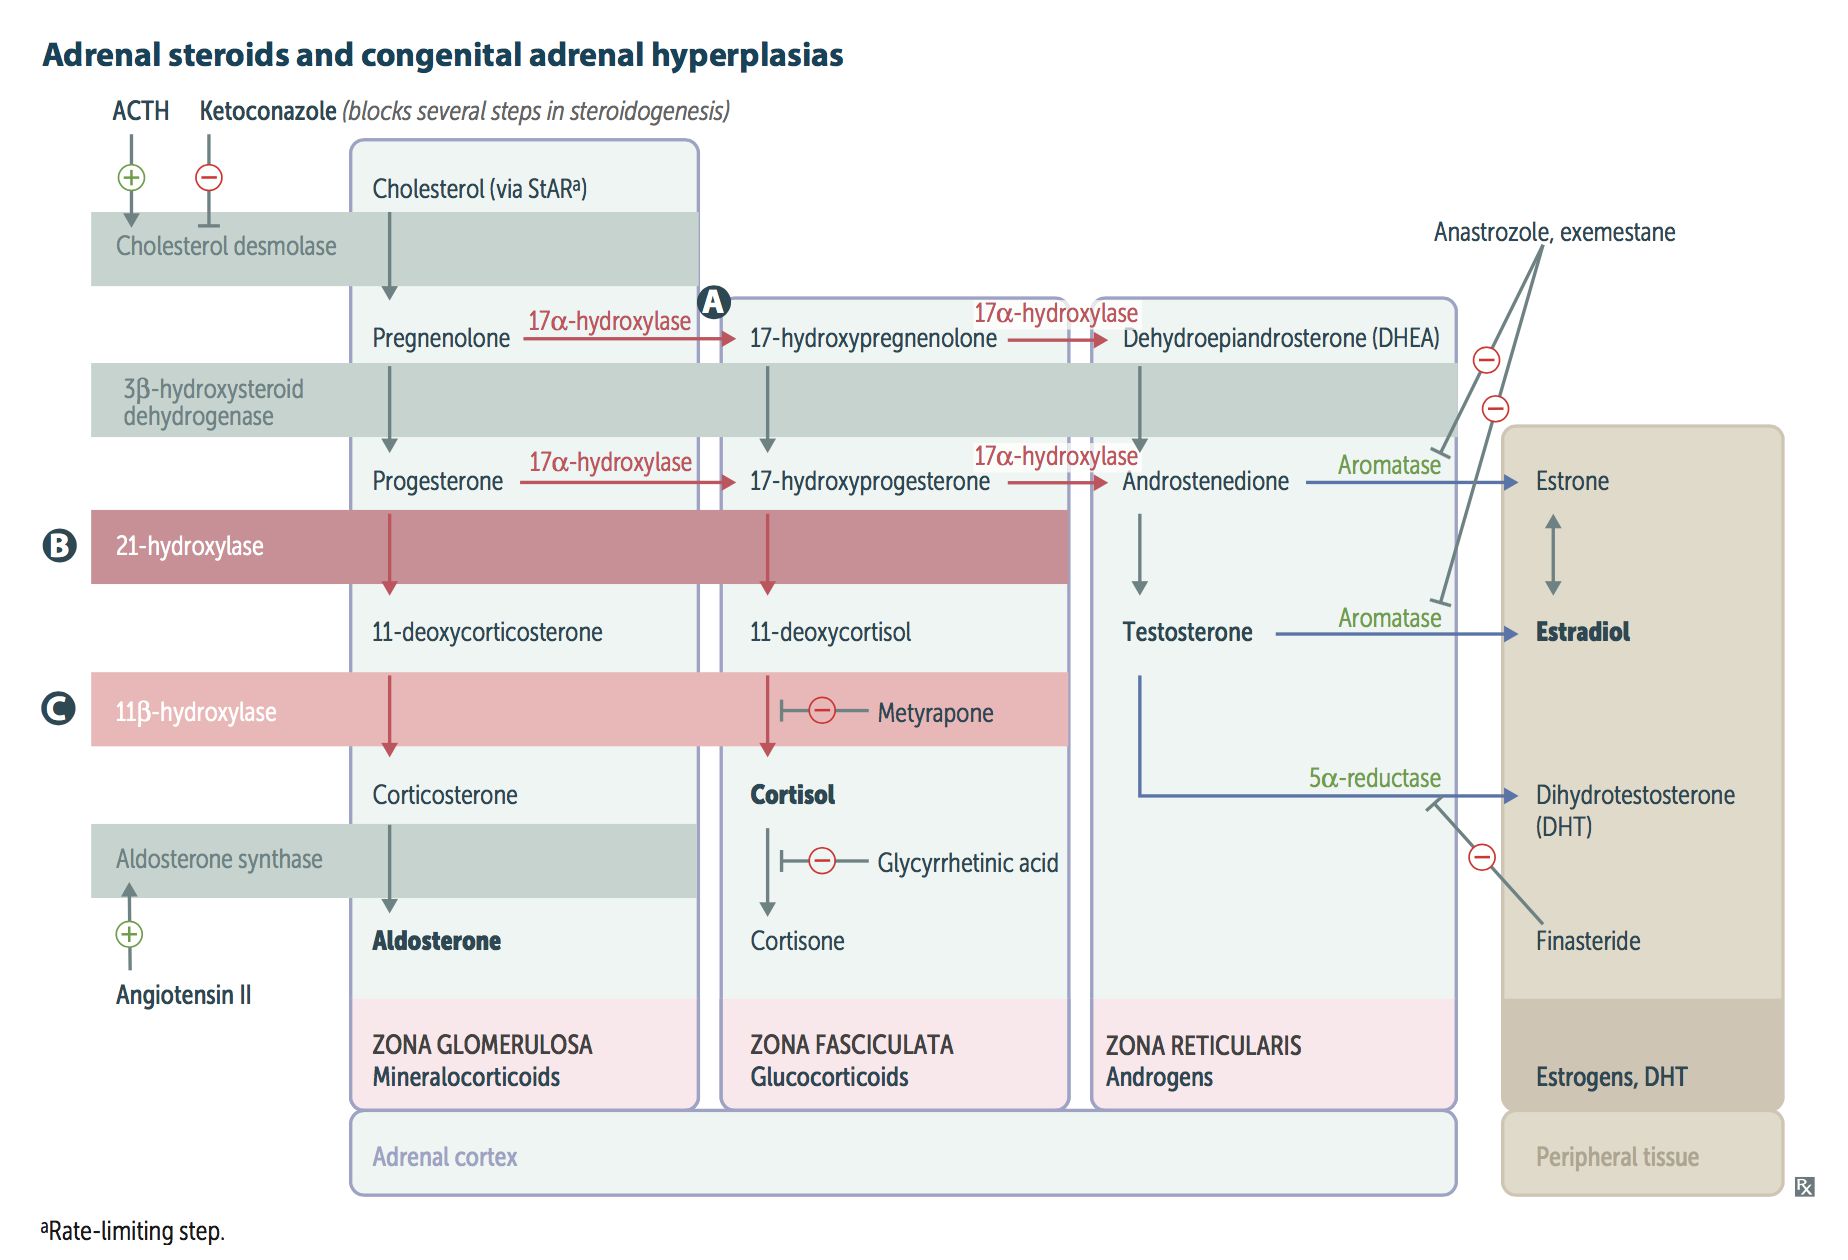 Adrenal steroids and congenital adrenal hyperplasias
ACTH
Ketoconazole (blocks several steps in steroidogenesis)
Cholesterol (via StARª)
Cholesterol desmolase
Anastrozole, exemestane
A
Pregnenolone
17α-hydroxylase
17-hydroxypregnenolone
17α-hydroxylase
Dehydroepiandrosterone (DHEA)
3β-hydroxysteroid
dehydrogenase
Progesterone
17α-hydroxylase
17-hydroxyprogesterone
17α-hydroxylase
Androstenedione
Aromatase
Estrone
B
21-hydroxylase
11-deoxycorticosterone
11-deoxycortisol
Testosterone
Aromatase
Estradiol
C
11β-hydroxylase
Metyrapone
Corticosterone
Cortisol
5α-reductase
Dihydrotestosterone
(DHT)
Aldosterone synthase
Glycyrrhetinic acid
Aldosterone
Cortisone
Finasteride
Angiotensin II
ZONA GLOMERULOSA
Mineralocorticoids
ZONA FASCICULATA
Glucocorticoids
ZONA RETICULARIS
Androgens
Estrogens, DHT
Adrenal cortex
Peripheral tissue
Rx
ªRate-limiting step.